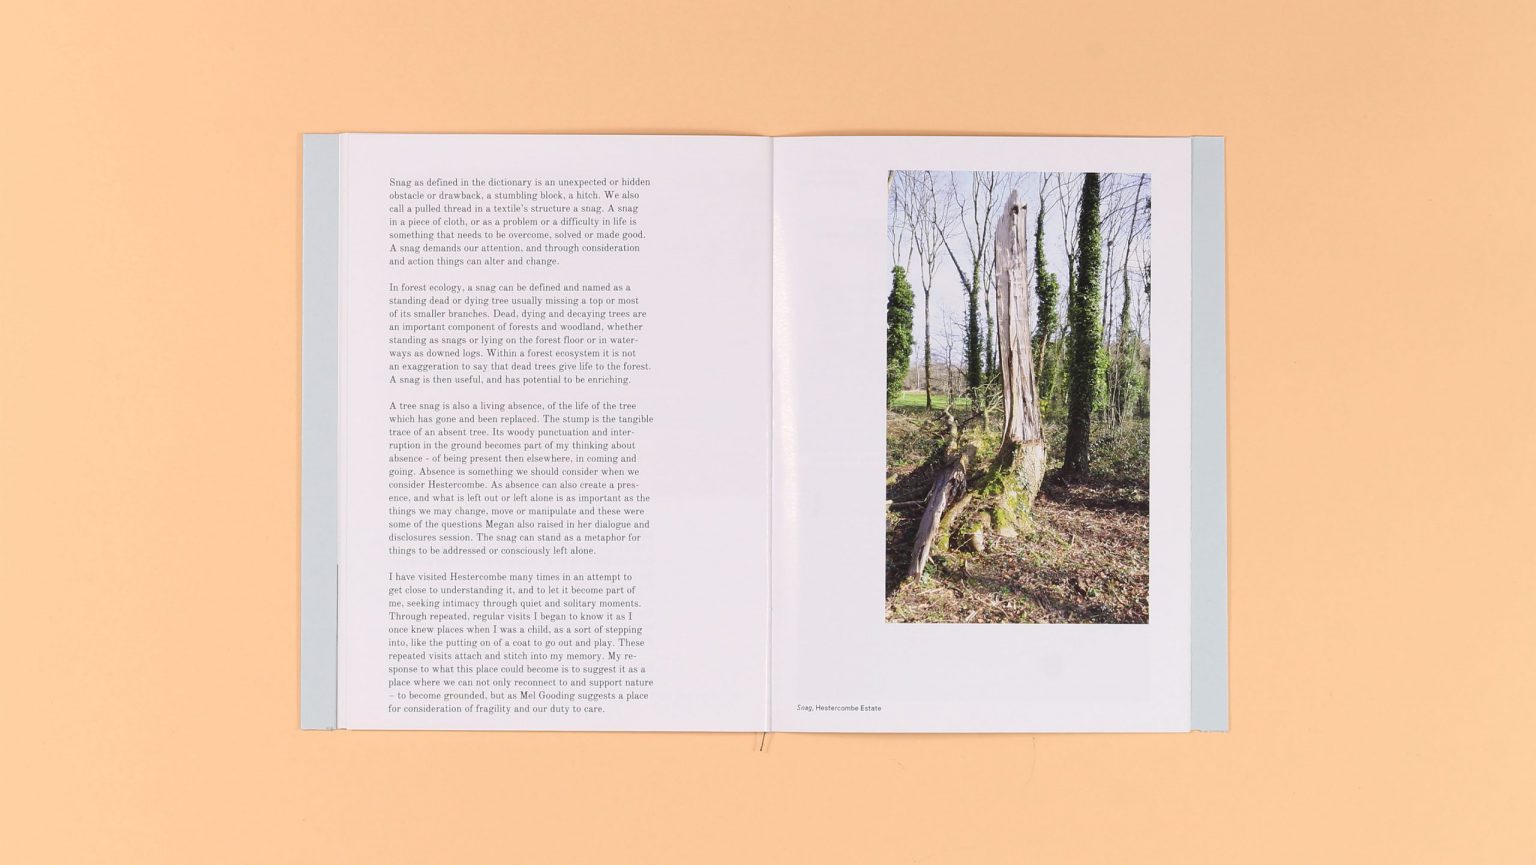 Snag as defined in the dictionary is an unexpected or hidden
obstacle or drawback, a stumbling block, a hitch. We also
call a pulled thread in a textile's structure a snag. A snag
in a piece of cloth, or as a problem or a difficulty in life is
something that needs to be overcome, solved or made good.
A snag demands our attention, and through consideration
and action things can alter and change.
In forest ecology, a snag can be defined and named as a
standing dead or dying tree usually missing a top or most
of its smaller branches. Dead, dying and decaying trees are
an important component of forests and woodland, whether
standing as snags or lying on the forest floor or in water-
ways as downed logs. Within a forest ecosystem it is not
an exaggeration to say that dead trees give life to the forest.
A snag is then useful, and has potential to be enriching.
A tree snag is also a living absence, of the life of the tree
which has gone and been replaced. The stump is the tangible
trace of an absent tree. Its woody punctuation and inter-
ruption in the ground becomes part of my thinking about
absence - of being present then elsewhere, in coming and
going. Absence is something we should consider when we
consider Hestercombe. As absence can also create a pres-
ence, and what is left out or left alone is as important as the
things we may change, move or manipulate and these were
some of the questions Megan also raised in her dialogue and
disclosures session. The snag can stand as a metaphor for
things to be addressed or consciously left alone.
I have visited Hestercombe many times in an attempt to
get close to understanding it, and to let it become part of
me, seeking intimacy through quiet and solitary moments.
Through repeated, regular visits I began to know it as I
once knew places when I was a child, as a sort of stepping
into, like the putting on of a coat to go out and play. These
repeated visits attach and stitch into my memory. My re-
sponse to what this place could become is to suggest it as a
place where we can not only reconnect to and support nature
– to become grounded, but as Mel Gooding suggests a place
for consideration of fragility and our duty to care.
Snag, Hestercombe Estate